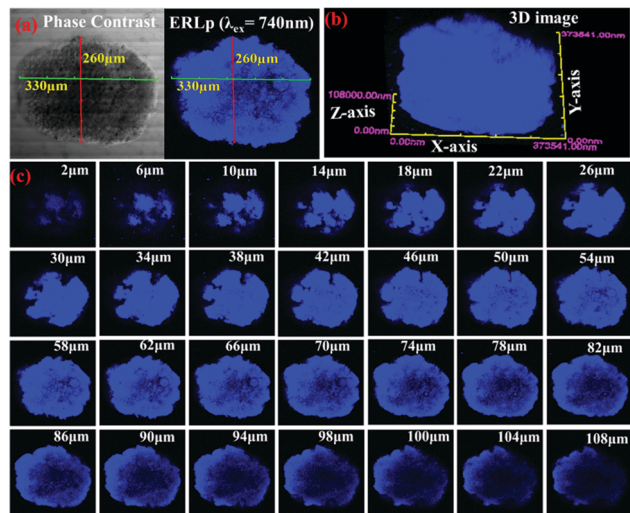 (a)
Phase Contrast
260µm
330µm
ERLp (λex= 740nm)
260µm
330µm
(b)
3D image
373541.00nm
Y-axis
108000.00nm
Z-axis
0.00nm
0.00nm
X-axis
0.00nm
373541.00nm
(c)
2µm 6µm 10µm 14µm 18µm 22µm 26µm
30µm 34µm 38µm 42µm 46µm 50µm 54µm
58µm 62µm 66µm 70µm 74µm 78µm 82µm
86µm 90µm 94µm 98µm 100µm 104µm 108µm